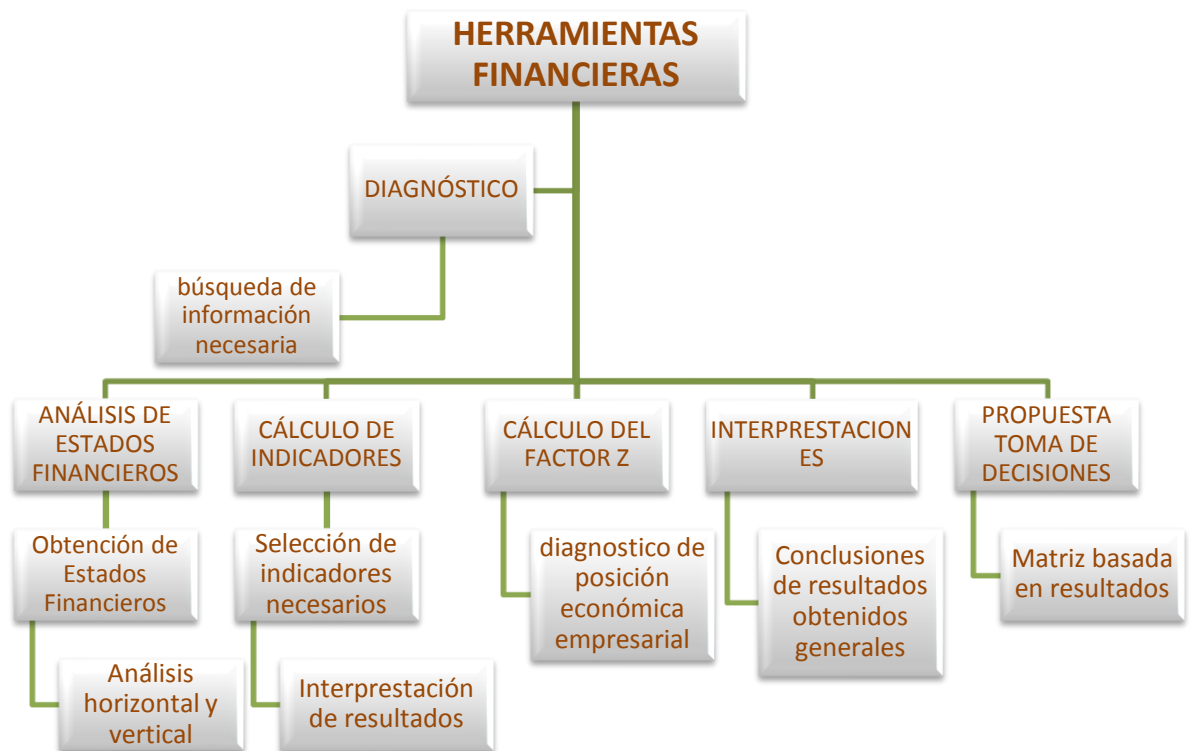 HERRAMIENTAS
FINANCIERAS
DIAGNÓSTICO
búsqueda de
información
necesaria
ANÁLISIS DE
ESTADOS
FINANCIEROS
Obtención de
Estados
Financieros
Análisis
horizontal y
vertical
CÁLCULO DE
INDICADORES
Selección de
indicadores
necesarios
Interprestación
de resultados
CÁLCULO DEL
FACTOR Z
diagnostico de
posición
económica
empresarial
INTERPRESTACION
ES
Conclusiones
de resultados
obtenidos
generales
PROPUESTA
TOMA DE
DECISIONES
Matriz basada
en resultados